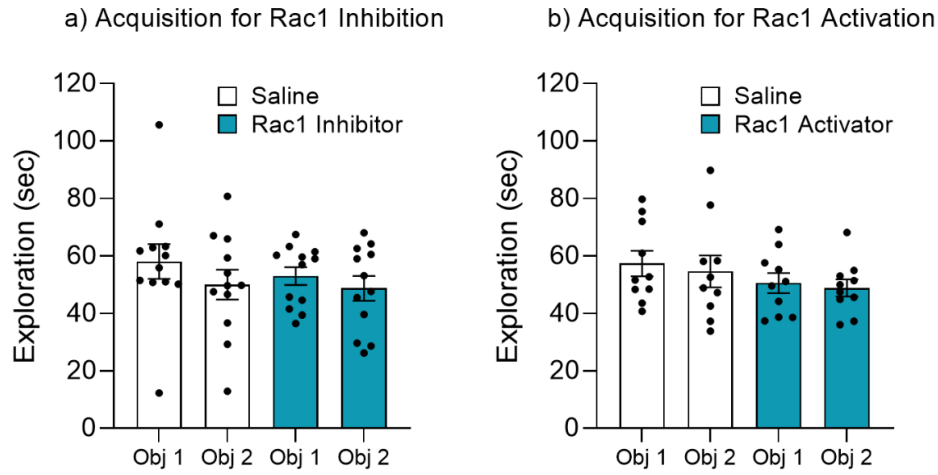 a) Acquisition for Rac1 Inhibition
120
100
80
60
40
20
0
Exploration (sec)
Saline
Rac1 Inhibitor
Obj 1 Obj 2 Obj 1 Obj 2
b) Acquisition for Rac1 Activation
120
100
80
60
40
20
0
Exploration (sec)
Saline
Rac1 Activator
Obj 1 Obj 2 Obj 1 Obj 2